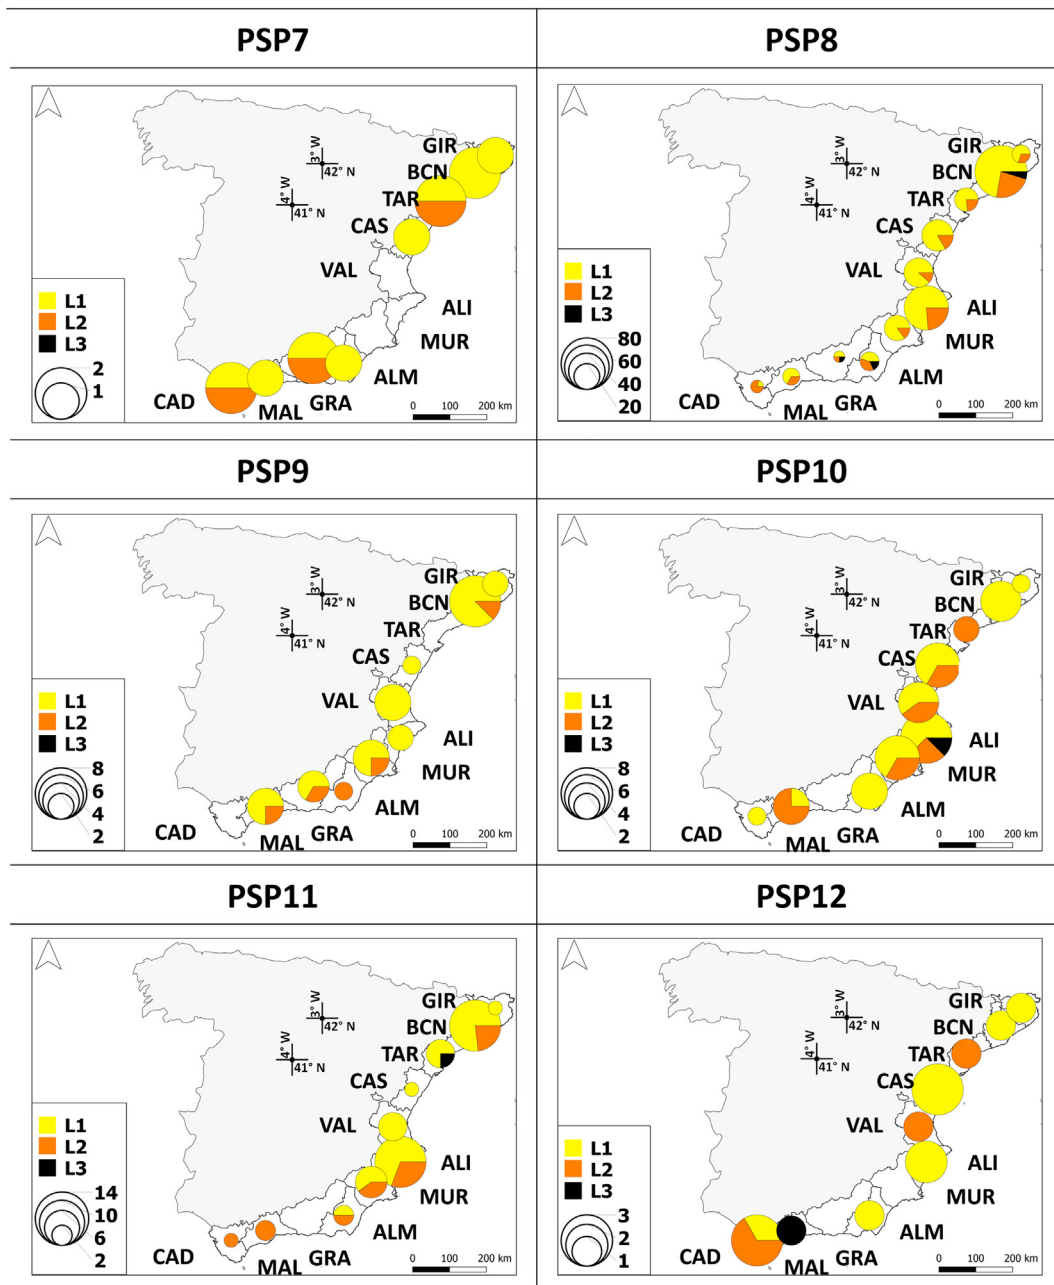 PSP7
PSP8
GIR
BCN
TAR
CAS
VAL
ALI
MUR
ALM
GRA
MAL
CAD
3° W
42° N
4° W
41° N
L1
L2
L3
2
1
0 100 200 km
GIR
BCN
TAR
CAS
VAL
ALI
MUR
ALM
GRA
MAL
CAD
3° W
42° N
4° W
41° N
L1
L2
L3
80
60
40
20
0 100 200 km
PSP9
PSP10
GIR
BCN
TAR
CAS
VAL
ALI
MUR
ALM
GRA
MAL
CAD
3° W
42° N
4° W
41° N
L1
L2
L3
8
6
4
2
0 100 200 km
GIR
BCN
TAR
CAS
VAL
ALI
MUR
ALM
GRA
MAL
CAD
3° W
42° N
4° W
41° N
L1
L2
L3
8
6
4
2
0 100 200 km
PSP11
PSP12
GIR
BCN
TAR
CAS
VAL
ALI
MUR
ALM
GRA
MAL
CAD
3° W
42° N
4° W
41° N
L1
L2
L3
14
10
6
2
0 100 200 km
GIR
BCN
TAR
CAS
VAL
ALI
MUR
ALM
GRA
MAL
CAD
3° W
42° N
4° W
41° N
L1
L2
L3
3
2
1
0 100 200 km